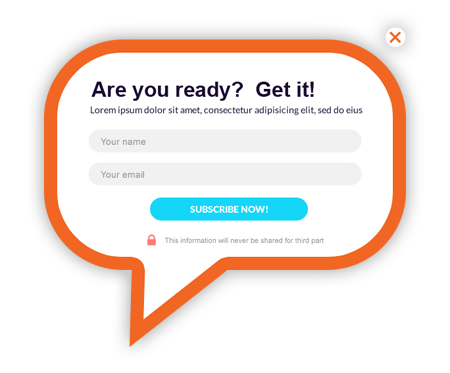 Are you ready?  Get it!
Lorem ipsum dolor sit amet, consectetur adipisicing elit, sed do eius
Your name
Your email
SUBSCRIBE NOW!
This information will never be shared for third part